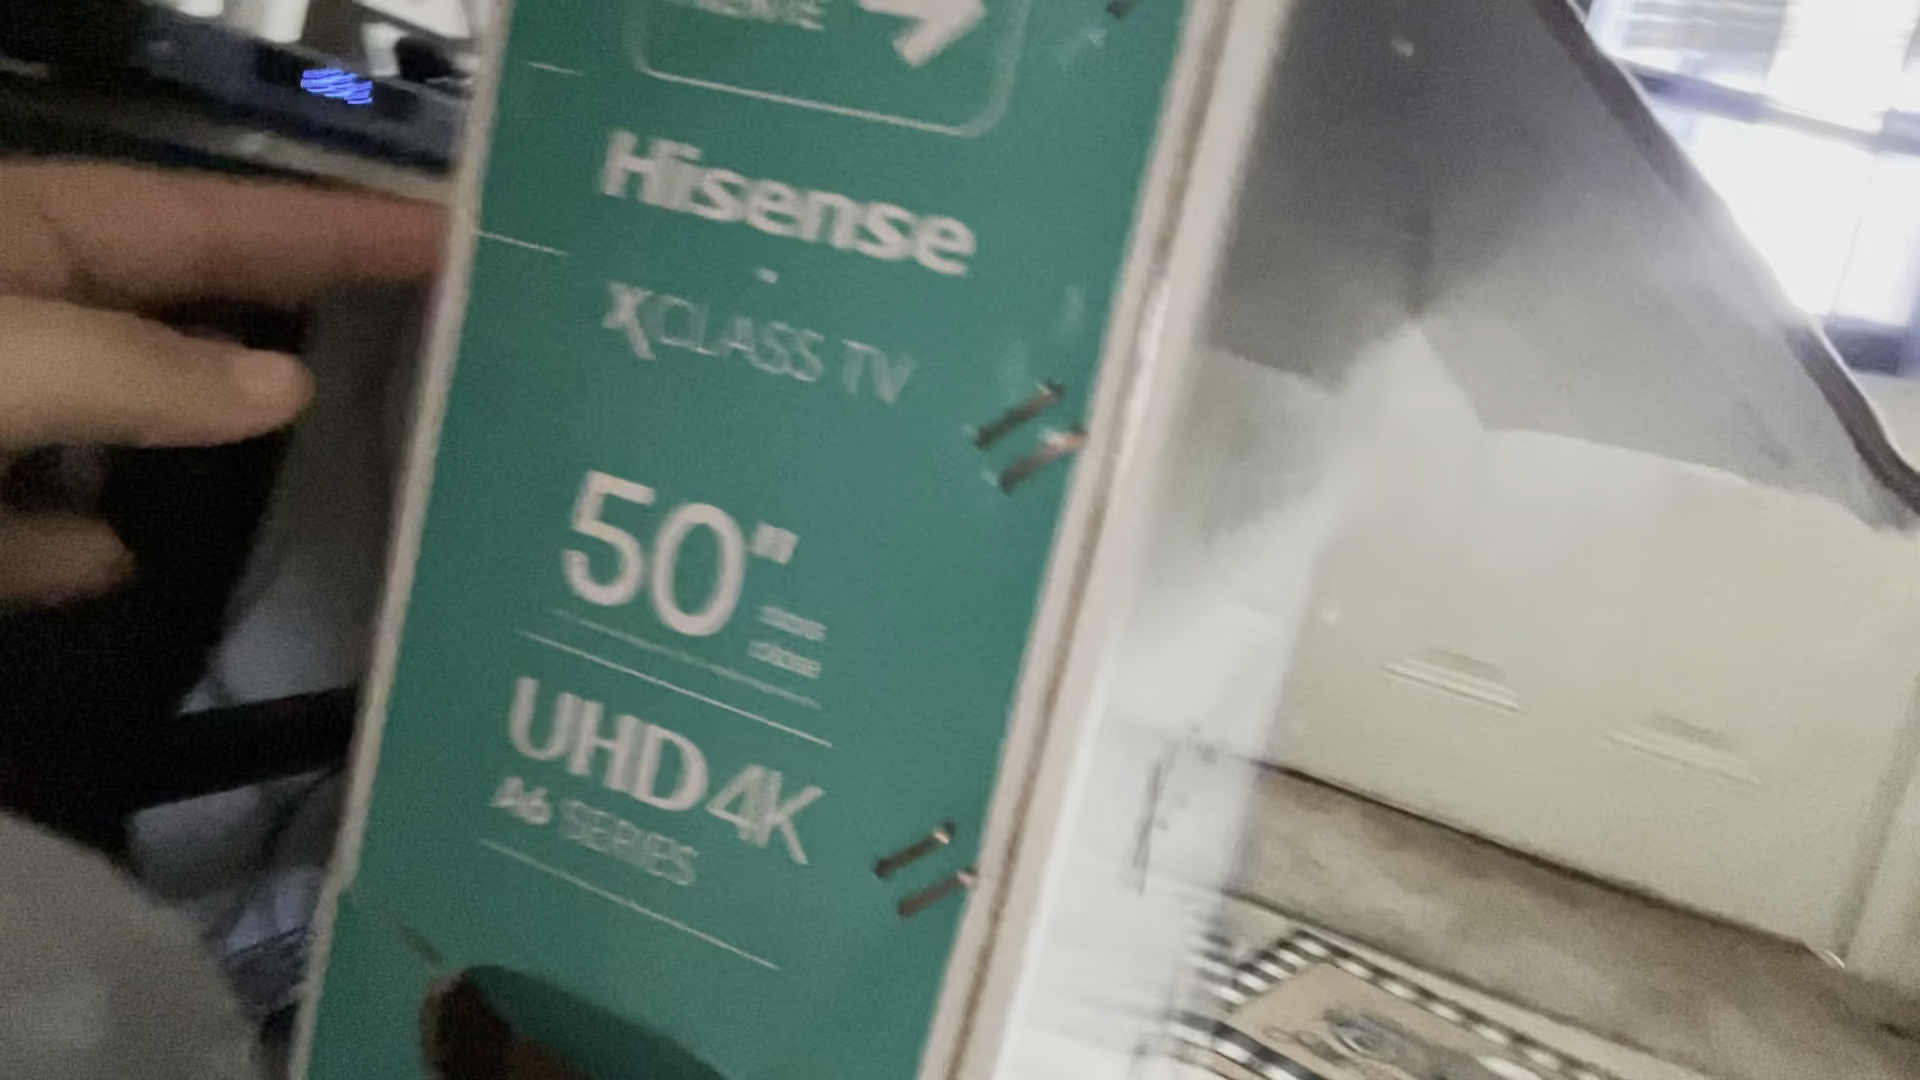 Hisense
XCLASS TV
50"
UHD 4K
A6 SERIES